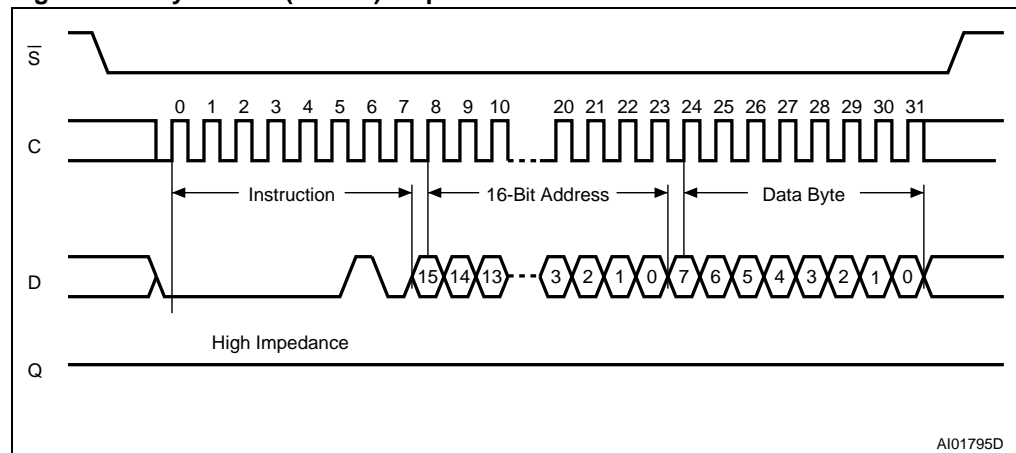 S
0 1 2 3 4 5 6 7 8 9 10 20 21 22 23 24 25 26 27 28 29 30 31
C
Instruction 16-Bit Address Data Byte
D 15 14 13 3 2 1 0 7 6 5 4 3 2 1 0
High Impedance
Q
AI01795D